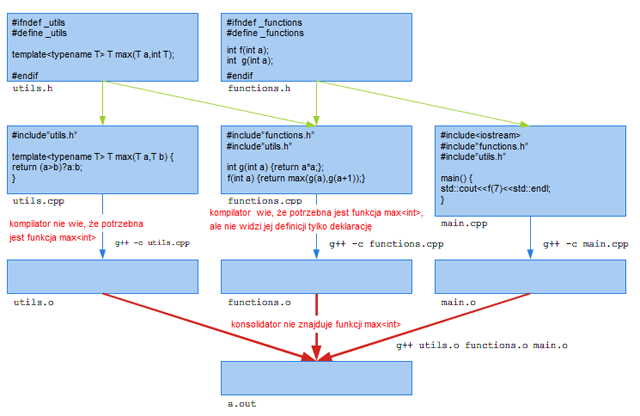 #ifndef _utils
#define _utils
template<typename T> T max(T a,int T);
#endif
utils.h
#ifndef _functions
#define _functions
int f(int a);
int g(int a);
#endif
functions.h
#include"utils.h"
template<typename T> T max(T a,T b) {
return (a>b)?a:b;
}
utils.cpp
#include"functions.h"
#include"utils.h"
int g(int a) {return a*a;};
f(int a) {return max(g(a),g(a+1));}
functions.cpp
#include<iostream>
#include"functions.h"
#include"utils.h"
main() {
std::cout<<f(7)<<std::endl;
}
main.cpp
kompilator nie wie, że potrzebna
jest funkcja max<int>
g++ -c utils.cpp
kompilator wie, że potrzebna jest funkcja max<int>,
ale nie widzi jej definicji tylko deklarację
g++ -c functions.cpp
g++ -c main.cpp
utils.o
functions.o
main.o
konsolidator nie znajduje funkcji max<int>
g++ utils.o functions.o main.o
a.out